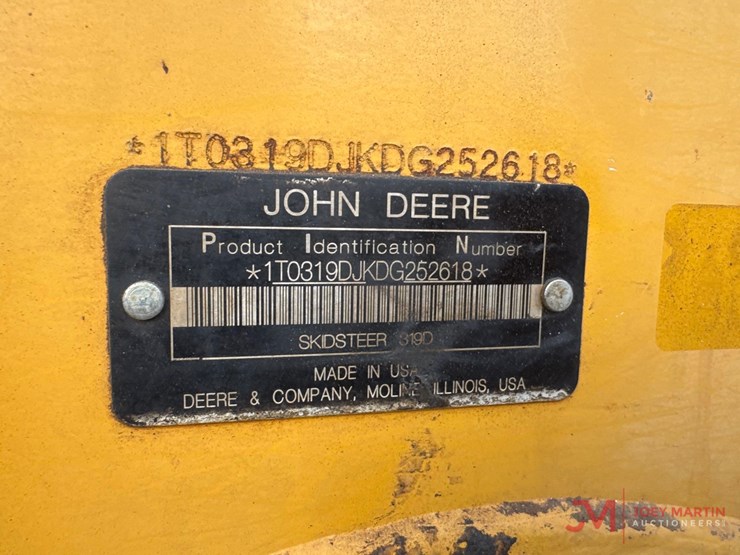 *1T0319DJKDG252618*
JOHN DEERE
Product Identification Number
*1T0319DJKDG252618*
SKIDSTEER 319D
MADE IN USA
DEERE & COMPANY, MOLINE ILLINOIS, USA
JM JOEY MARTIN
AUCTIONEERS